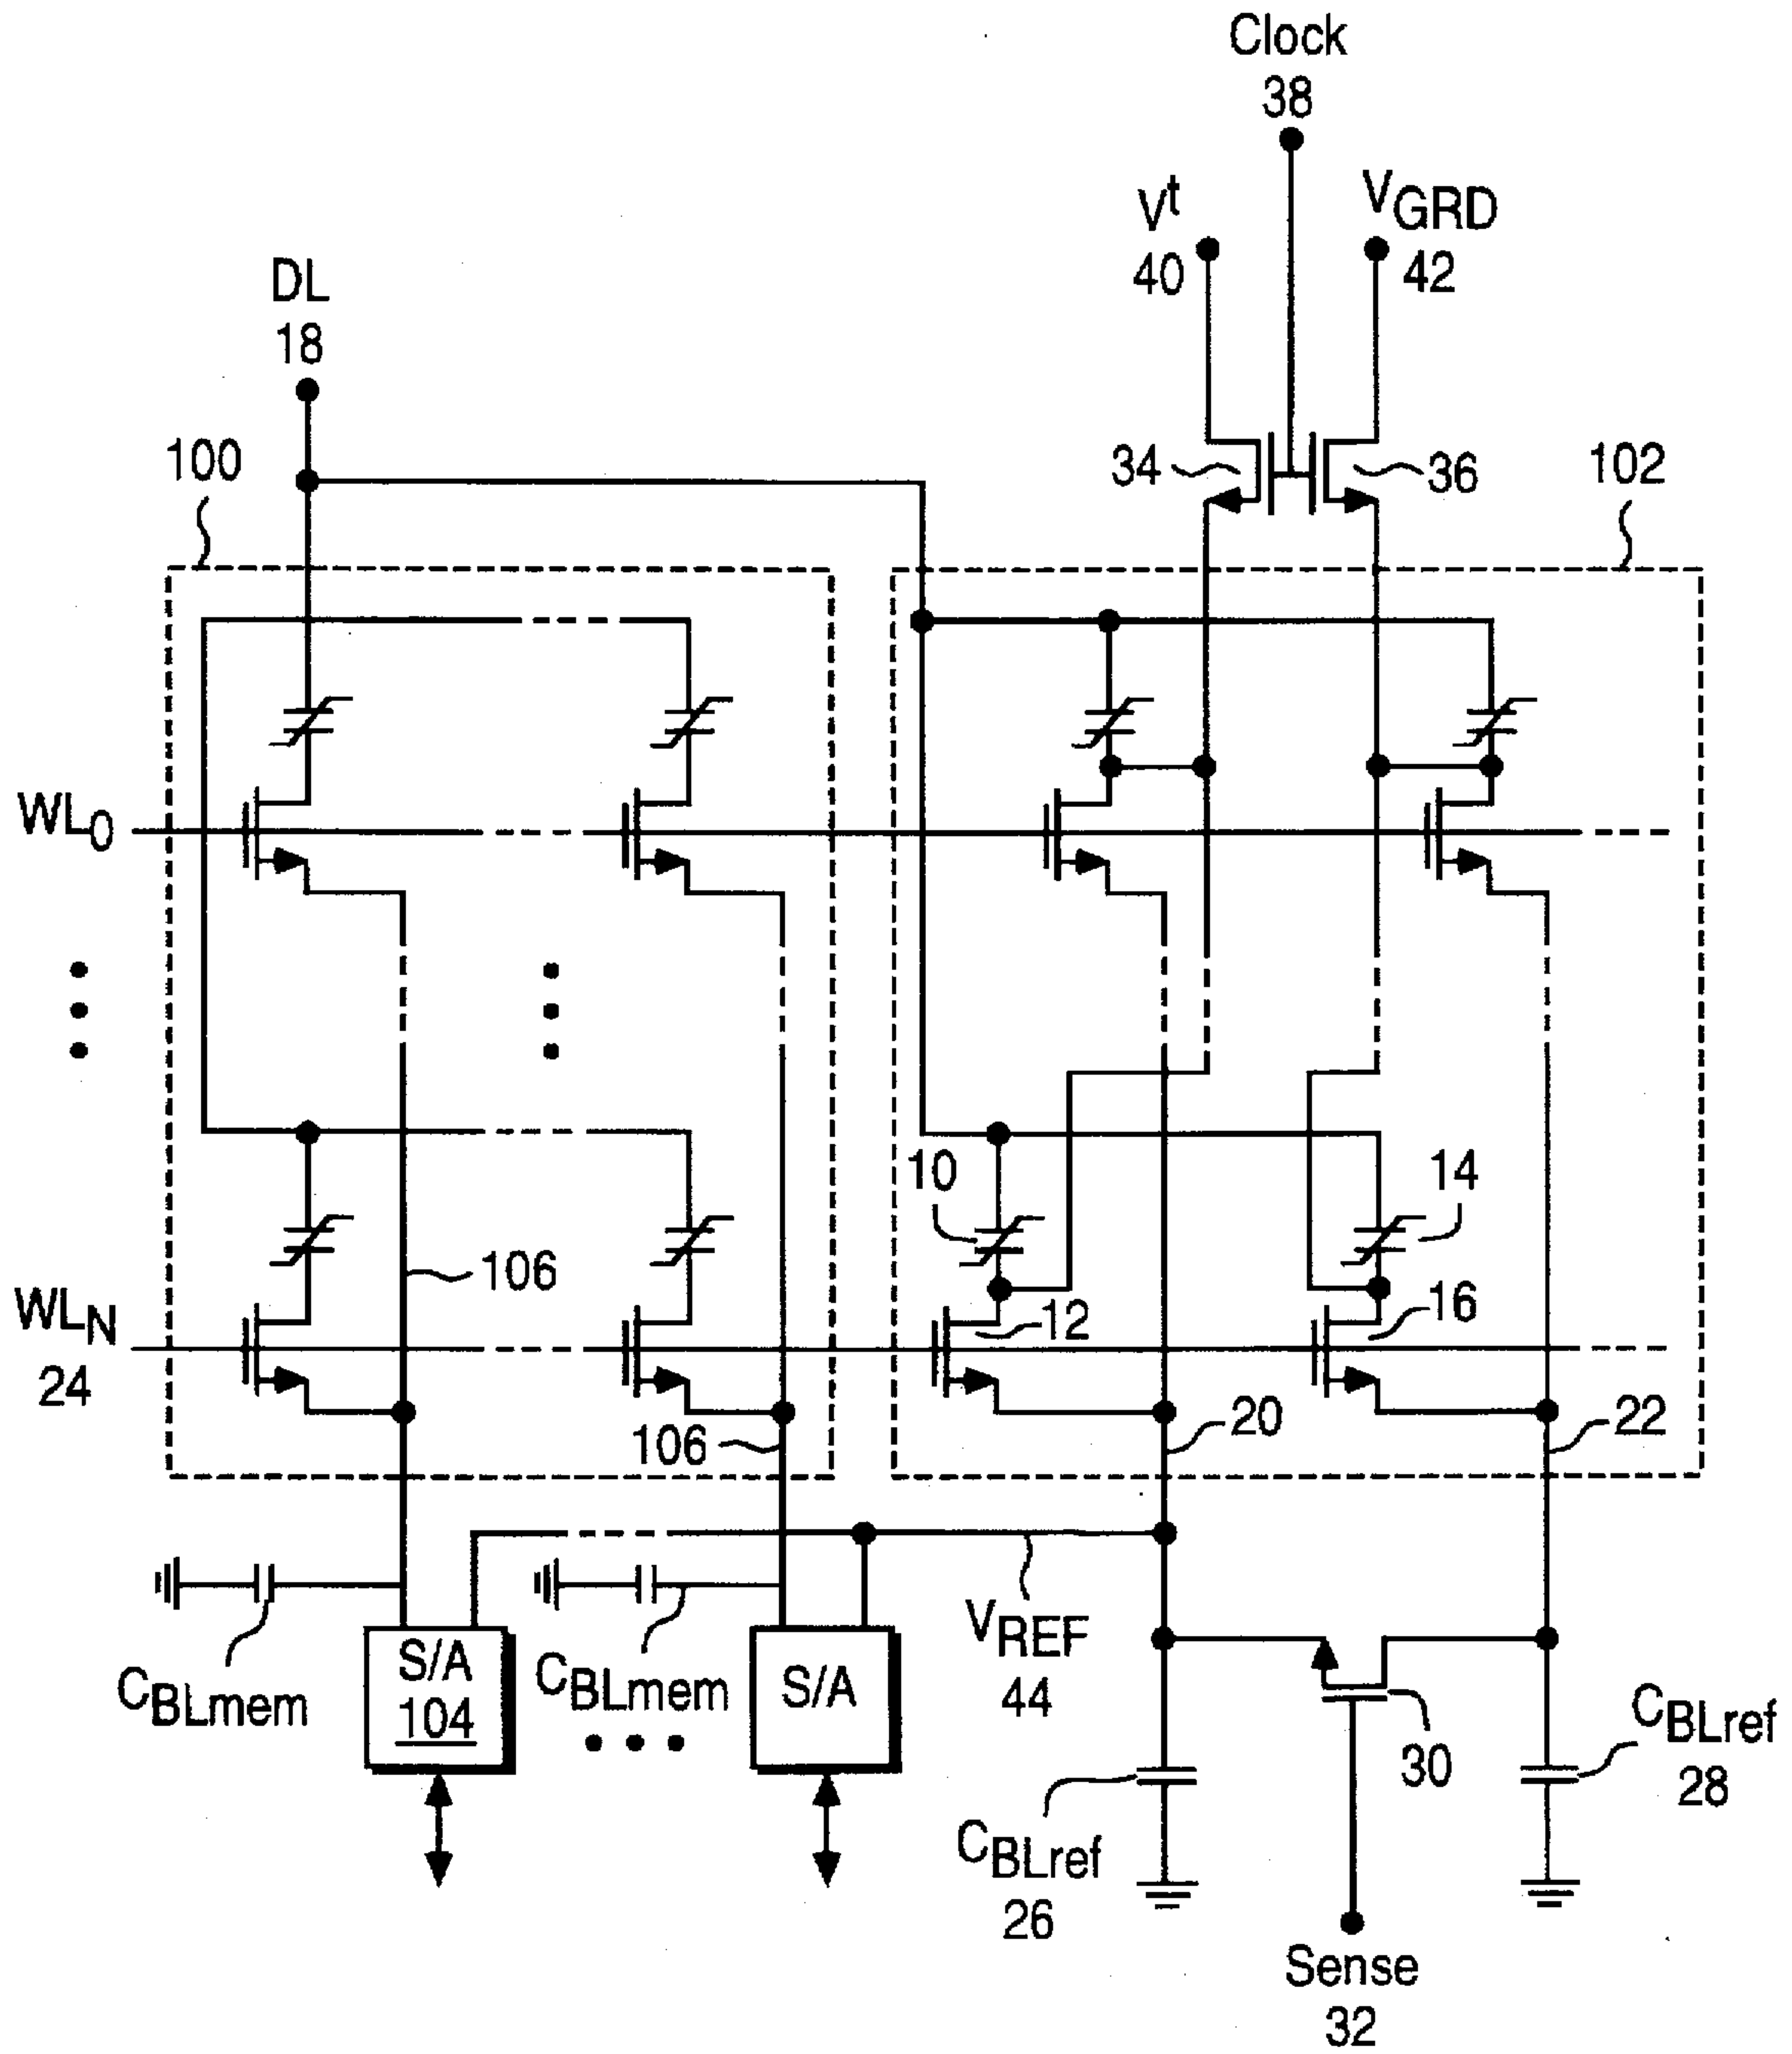 Clock
38
Vt
40
VGRD
42
DL
18
100
34
36
102
WL0
10
14
106
WLN
24
12
16
106
20
22
CBLmem
S/A
104
CBLmem
S/A
VREF
44
30
CBLref
28
CBLref
26
Sense
32